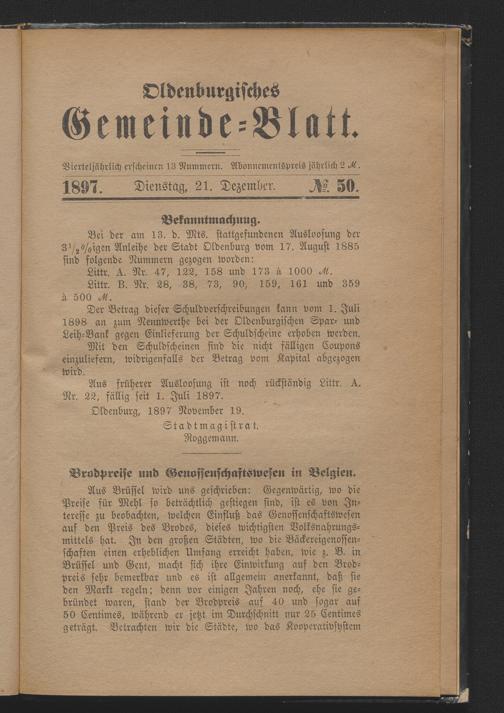 Oldenburgisches
Gemeinde-Blatt.
Vierteljährlich erscheinen 13 Nummern. Abonnementspreis jährlich 2 ℳ.
1897. Dienstag, 21. Dezember. № 50.
Bekanntmachung.
Bei der am 13. d. Mts. stattgefundenen Ausloosung der
3½%igen Anleihe der Stadt Oldenburg vom 17. August 1885
sind folgende Nummern gezogen worden:
Littr. A. Nr. 47, 122, 158 und 173 à 1000 ℳ.
Littr. B. Nr. 28, 38, 73, 90, 159, 161 und 359
à 500 ℳ.
Der Betrag dieser Schuldverschreibungen kann vom 1. Juli
1898 an zum Nennwerthe bei der Oldenburgischen Spar- und
Leih-Bank gegen Einlieferung der Schuldscheine erhoben werden.
Mit den Schuldscheinen sind die nicht fälligen Coupons
einzuliefern, widrigenfalls der Betrag vom Kapital abgezogen
wird.
Aus früherer Ausloosung ist noch rückständig Littr. A.
Nr. 22, fällig seit 1. Juli 1897.
Oldenburg, 1897 November 19.
Stadtmagistrat.
Roggemann.
Brodpreise und Genossenschaftswesen in Belgien.
Aus Brüssel wird uns geschrieben: Gegenwärtig, wo die
Preise für Mehl so beträchtlich gestiegen sind, ist es von In-
teresse zu beobachten, welchen Einfluß das Genossenschaftswesen
auf den Preis des Brodes, dieses wichtigsten Volksnahrungs-
mittels hat. In den großen Städten, wo die Bäckereigenossen-
schaften einen erheblichen Umfang erreicht haben, wie z. B. in
Brüssel und Gent, macht sich ihre Einwirkung auf den Brod-
preis sehr bemerkbar und es ist allgemein anerkannt, daß sie
den Markt regeln; denn vor einigen Jahren noch, ehe sie ge-
gründet waren, stand der Brodpreis auf 40 und sogar auf
50 Centimes, während er jetzt im Durchschnitt nur 25 Centimes
beträgt. Betrachten wir die Städte, wo das Kooperativsystem